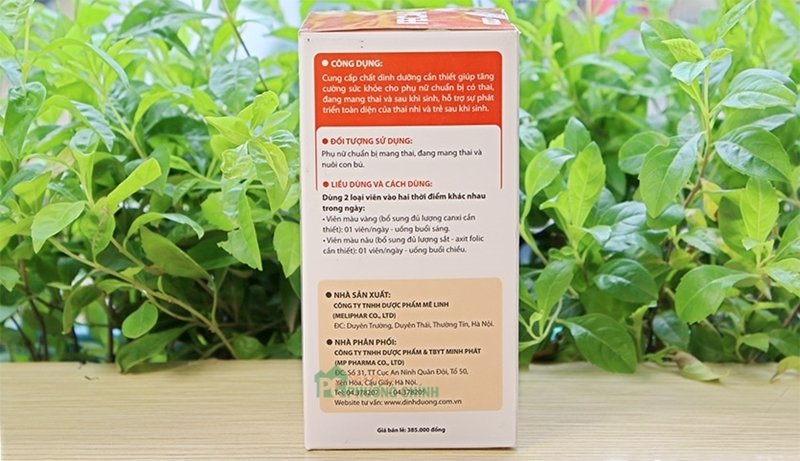 CÔNG DỤNG:
Cung cấp chất dinh dưỡng cần thiết giúp tăng
cường sức khỏe cho phụ nữ chuẩn bị có thai,
đang mang thai và sau khi sinh, hỗ trợ sự phát
triển toàn diện của thai nhi và trẻ sau khi sinh.
ĐỐI TƯỢNG SỬ DỤNG:
Phụ nữ chuẩn bị mang thai, đang mang thai và
nuôi con bú.
LIỀU DÙNG VÀ CÁCH DÙNG:
Dùng 2 loại viên vào hai thời điểm khác nhau
trong ngày:
• Viên màu vàng (bổ sung đủ lượng canxi cần
thiết): 01 viên/ngày - uống buổi sáng.
• Viên màu nâu (bổ sung đủ lượng sắt - axit folic
cần thiết): 01 viên/ngày - uống buổi chiều.
NHÀ SẢN XUẤT:
CÔNG TY TNHH DƯỢC PHẨM MÊ LINH
(MELIPHAR CO., LTD)
ĐC: Duyên Trường, Duyên Thái, Thường Tín, Hà Nội.
NHÀ PHÂN PHỐI:
CÔNG TY TNHH DƯỢC PHẨM & TBYT MINH PHÁT
(MP PHARMA CO., LTD)
ĐC: Số 31, TT Cục An Ninh Quân Đội, Tổ 50,
Yên Hòa, Cầu Giấy, Hà Nội.
Tel:
PHƯƠNG CHINH
Website tư vấn: www.dinhduong.com.vn
Giá bán lẻ: 385.000 đồng